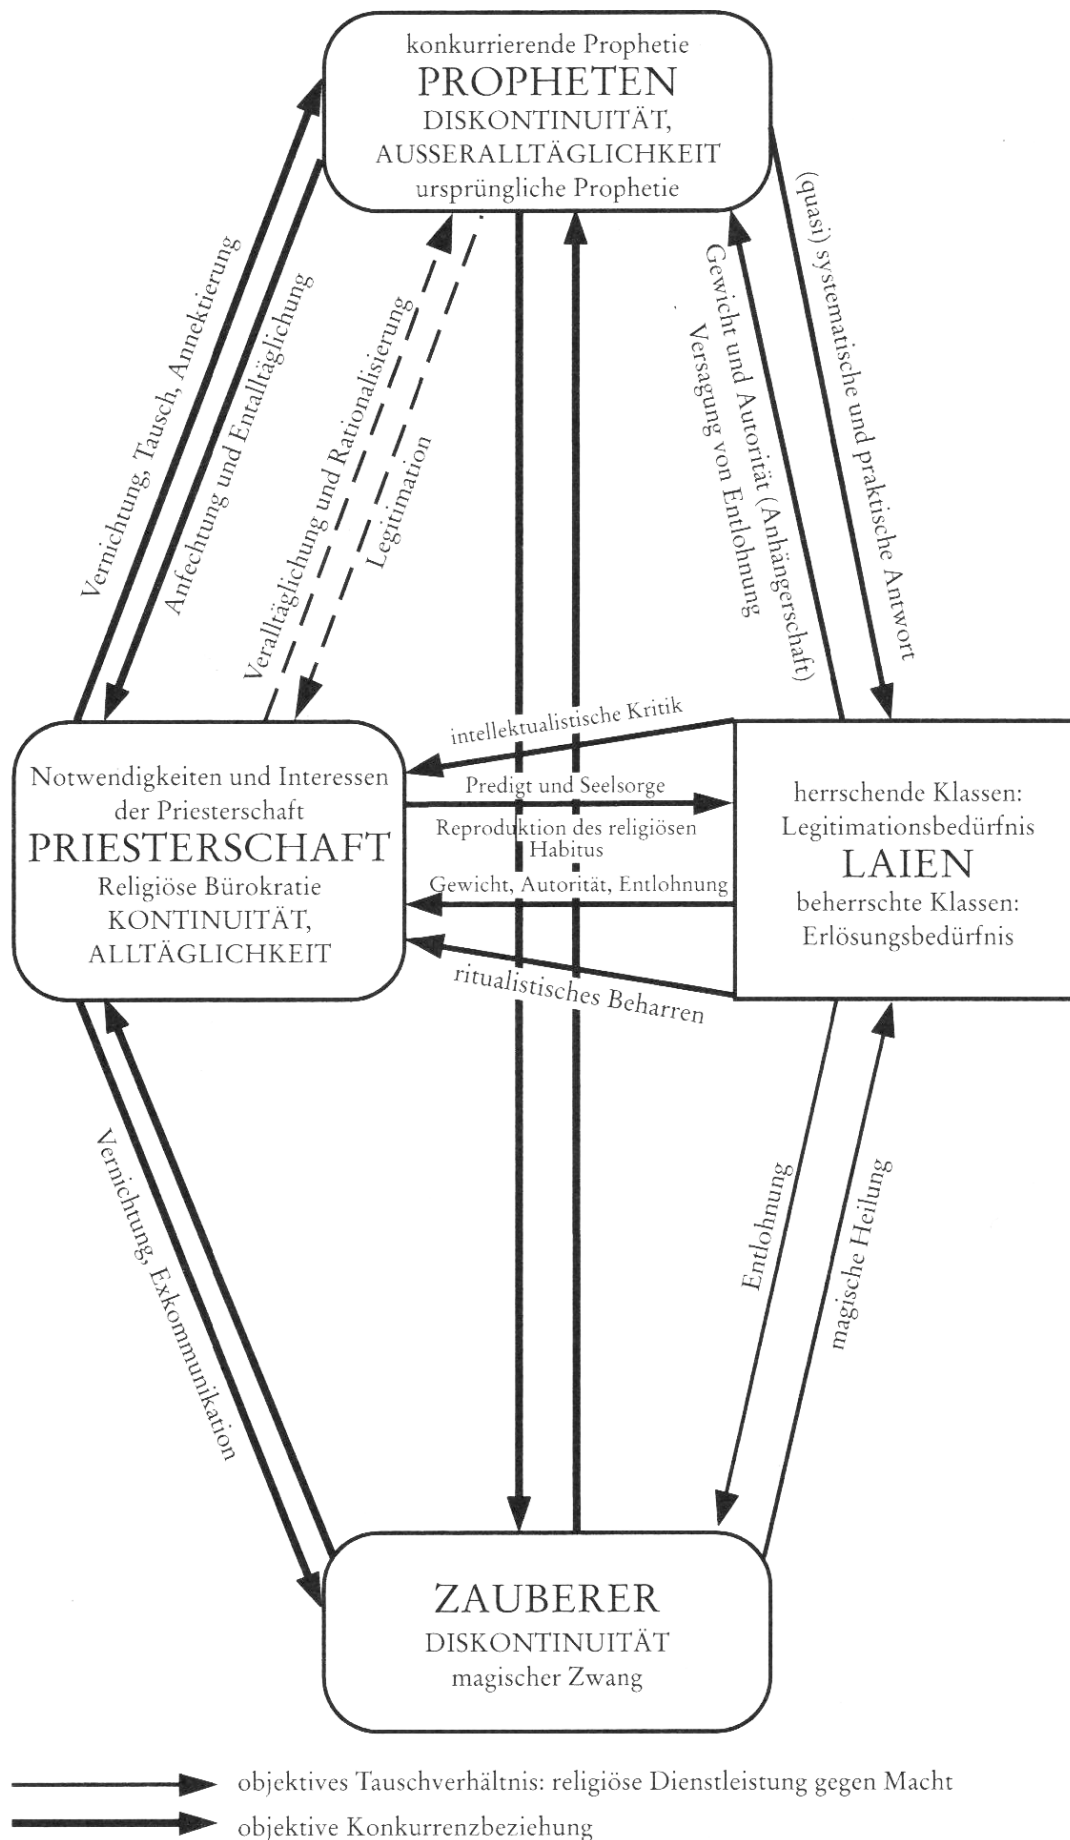 konkurrierende Prophetie
PROPHETEN
DISKONTINUITÄT,
AUSSERALLTÄGLICHKEIT
ursprüngliche Prophetie
Vernichtung, Tausch, Annektierung
Anfechtung und Entalltäglichung
Veralltäglichung und Rationalisierung
Legitimation
Gewicht und Autorität (Anhängerschaft)
Versagung von Entlohnung
(quasi) systematische und praktische Antwort
Notwendigkeiten und Interessen
der Priesterschaft
PRIESTERSCHAFT
Religiöse Bürokratie
KONTINUITÄT,
ALLTÄGLICHKEIT
intellektualistische Kritik
Predigt und Seelsorge
Reproduktion des religiösen
Habitus
Gewicht, Autorität, Entlohnung
ritualistisches Beharren
herrschende Klassen:
Legitimationsbedürfnis
LAIEN
beherrschte Klassen:
Erlösungsbedürfnis
Vernichtung, Exkommunikation
Entlohnung
magische Heilung
ZAUBERER
DISKONTINUITÄT
magischer Zwang
objektives Tauschverhältnis: religiöse Dienstleistung gegen Macht
objektive Konkurrenzbeziehung